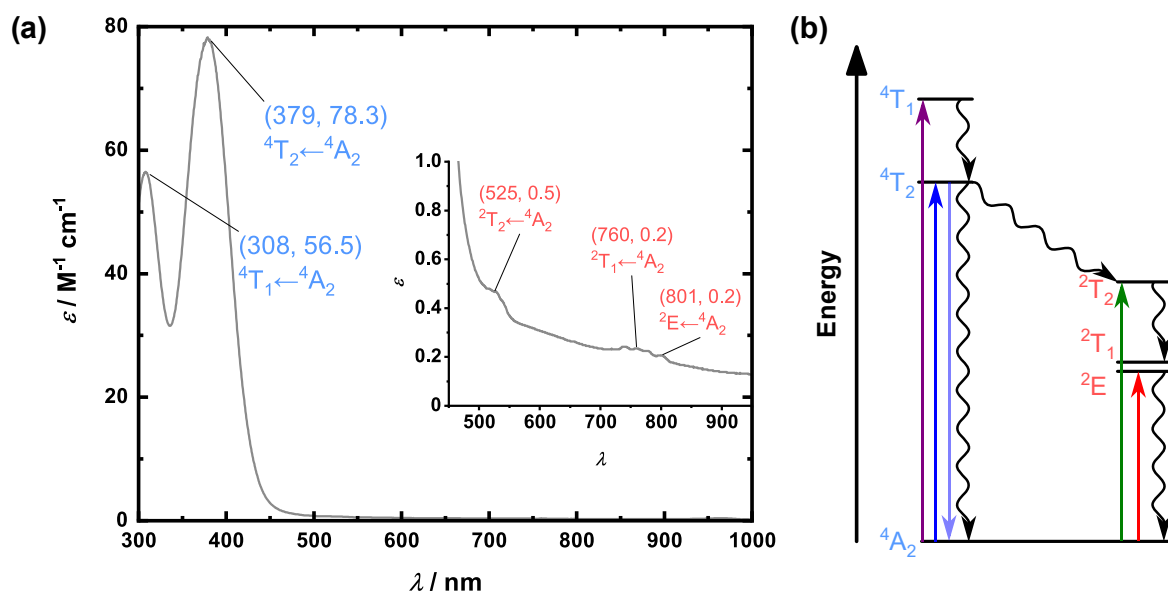 (a)
80
60
40
20
0
ε / M⁻¹ cm⁻¹
(379, 78.3)
⁴T₂←⁴A₂
(308, 56.5)
⁴T₁←⁴A₂
1.0
0.8
0.6
0.4
0.2
0
ε
(525, 0.5)
²T₂←⁴A₂
(760, 0.2)
²T₁←⁴A₂
(801, 0.2)
²E←⁴A₂
500 600 700 800 900
λ
300 400 500 600 700 800 900 1000
λ / nm
(b)
Energy
⁴T₁
⁴T₂
²T₂
²T₁
²E
⁴A₂